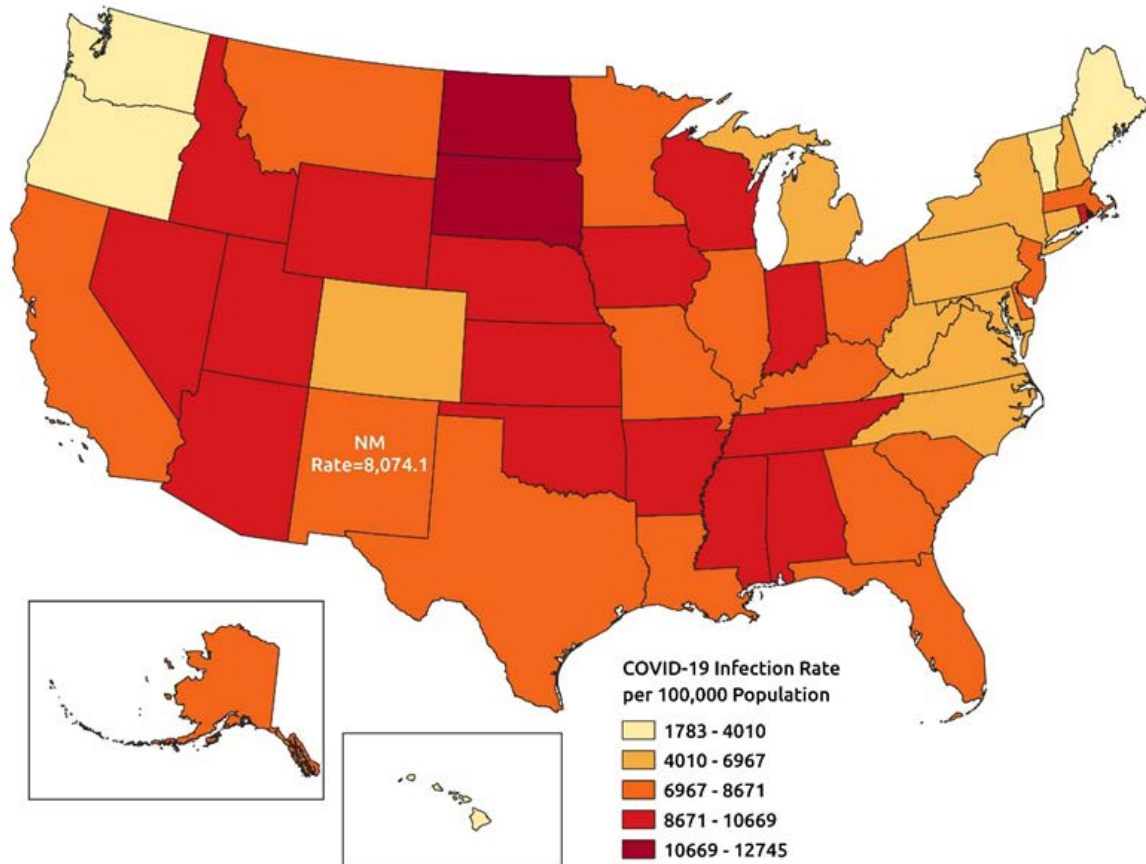 NM
Rate=8,074.1
COVID-19 Infection Rate
per 100,000 Population
1783 - 4010
4010 - 6967
6967 - 8671
8671 - 10669
10669 - 12745